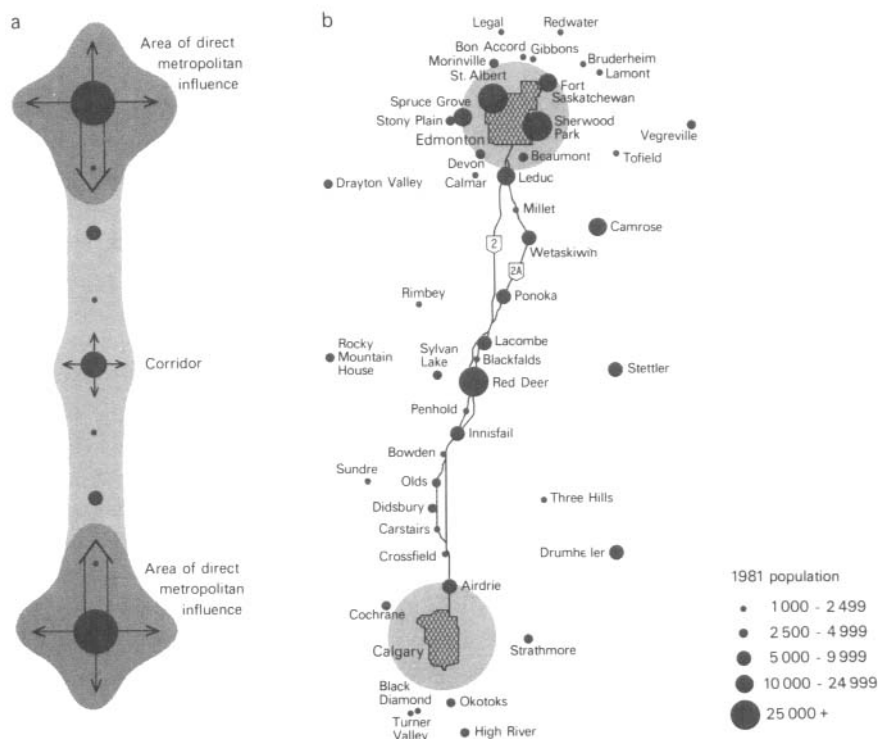 a
Area of direct
metropolitan
influence
Corridor
Area of direct
metropolitan
influence
b
Legal
Redwater
Bon Accord
Gibbons
Morinville
Bruderheim
St. Albert
Lamont
Fort
Saskatchewan
Spruce Grove
Stony Plain
Sherwood
Park
Vegreville
Edmonton
Devon
Beaumont
Tofield
Calmar
Leduc
Drayton Valley
Millet
Camrose
2
Wetaskiwin
2A
Rimbey
Ponoka
Rocky
Mountain
House
Sylvan
Lake
Lacombe
Blackfalds
Stettler
Red Deer
Penhold
Innisfail
Bowden
Sundre
Olds
Three Hills
Didsbury
Carstairs
Crossfield
Drumheller
Airdrie
Cochrane
Calgary
Strathmore
Black
Diamond
Okotoks
Turner
Valley
High River
1981 population
1 000 - 2 499
2 500 - 4 999
5 000 - 9 999
10 000 - 24 999
25 000 +